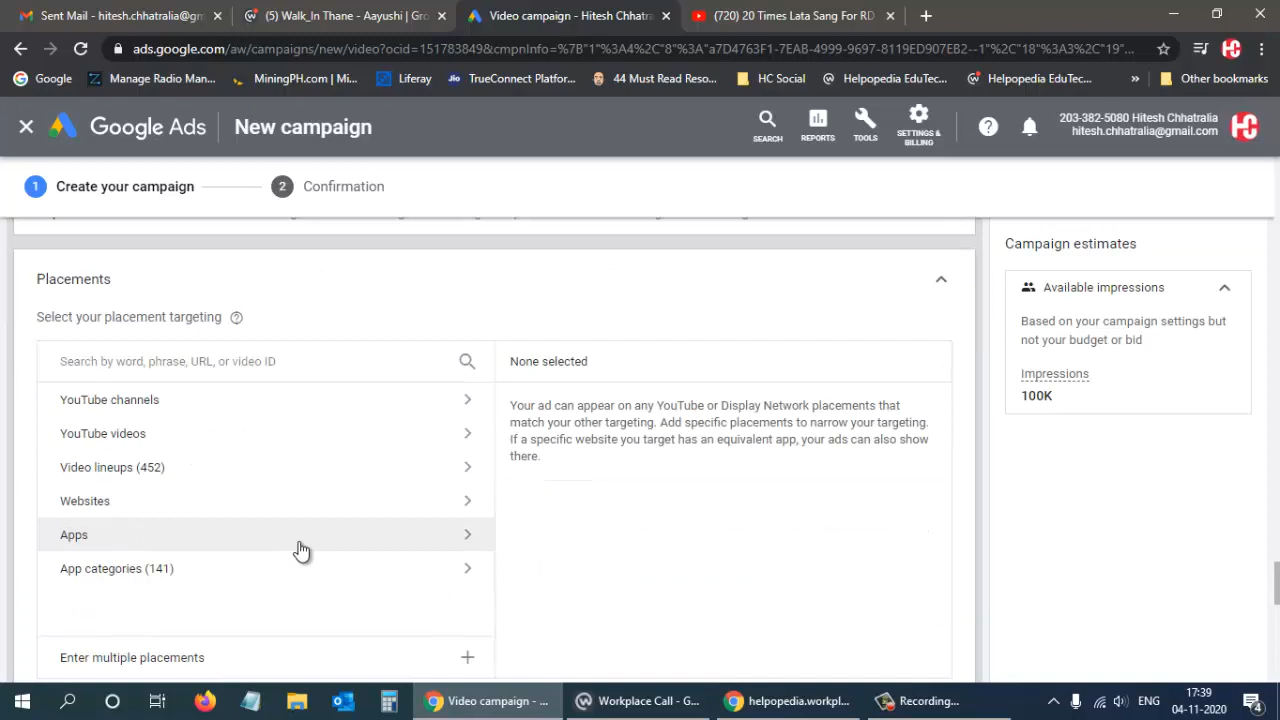 Sent Mail - hitesh.chhatralia@gm
(5) Walk_In Thane - Aayushi | Gro
Video campaign - Hitesh Chhatra
(720) 20 Times Lata Sang For RD
ads.google.com/aw/campaigns/new/video?ocid=151783849&cmpnInfo=%7B"1"%3A4%2C"8"%3A"a7D4763F1-7EAB-4999-9697-8119ED907EB2--1"%2C"18"%3A3%2C"19"...
Google
Manage Radio Man...
MiningPH.com | Mi...
Liferay
TrueConnect Platfor...
44 Must Read Reso...
HC Social
Helpopedia EduTec...
Helpopedia EduTec...
»
Other bookmarks
Google Ads
New campaign
SEARCH
REPORTS
TOOLS
SETTINGS & BILLING
203-382-5080 Hitesh Chhatralia
hitesh.chhatralia@gmail.com
1 Create your campaign
2 Confirmation
Placements
Select your placement targeting
Search by word, phrase, URL, or video ID
None selected
YouTube channels
YouTube videos
Video lineups (452)
Websites
Apps
App categories (141)
Enter multiple placements
Your ad can appear on any YouTube or Display Network placements that
match your other targeting. Add specific placements to narrow your targeting.
If a specific website you target has an equivalent app, your ads can also show
there.
Campaign estimates
Available impressions
Based on your campaign settings but
not your budget or bid
Impressions
100K
Video campaign - ...
Workplace Call - G...
helpopedia.workpl...
Recording...
ENG
17:39
04-11-2020
4